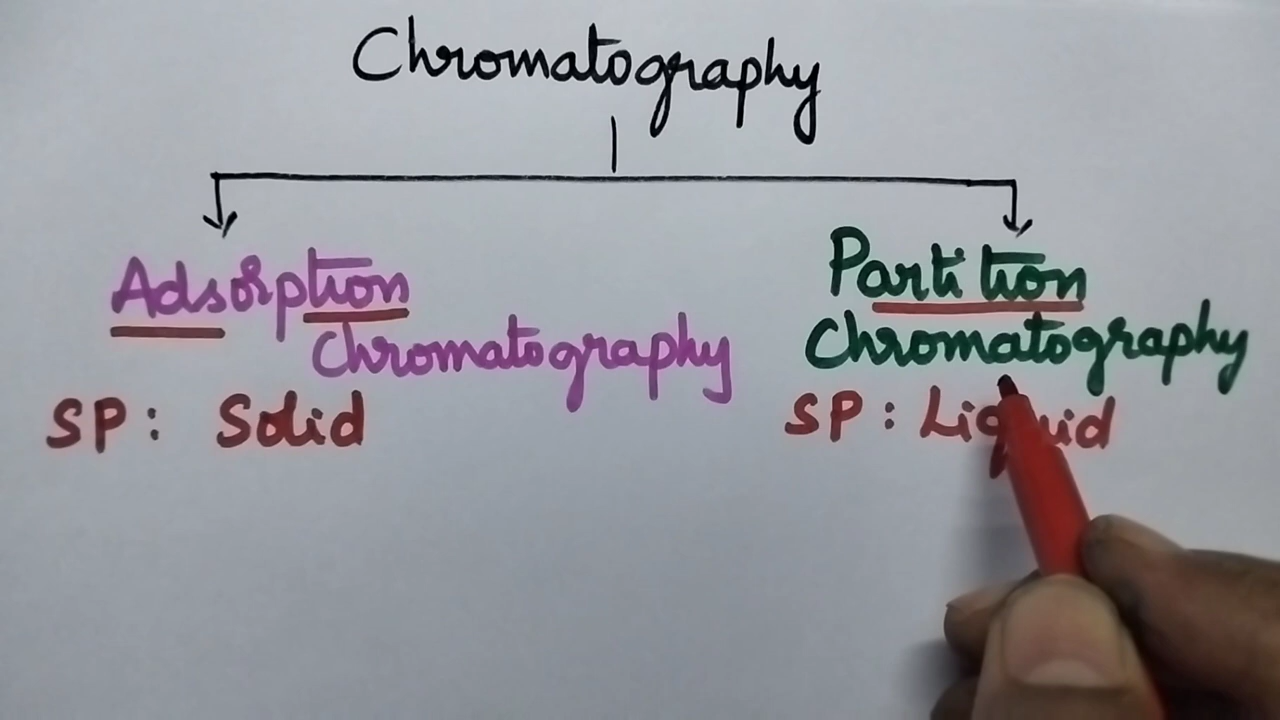 Chromatography
Adsorption
Chromatography
SP: Solid
Partition
Chromatography
SP: Liquid